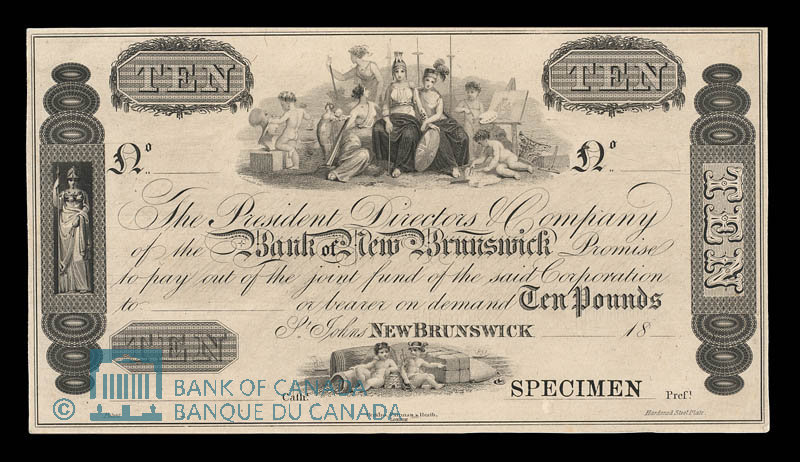 TEN
TEN
No
No
The President Directors & Company
of the Bank of New Brunswick Promise
to pay out of the joint fund of the said Corporation
to or bearer on demand Ten Pounds
St. Johns NEW BRUNSWICK 18
TEN
TEN
SPECIMEN
Cashr.
Prest.
Hardened Steel Plate.
London
© BANK OF CANADA
BANQUE DU CANADA